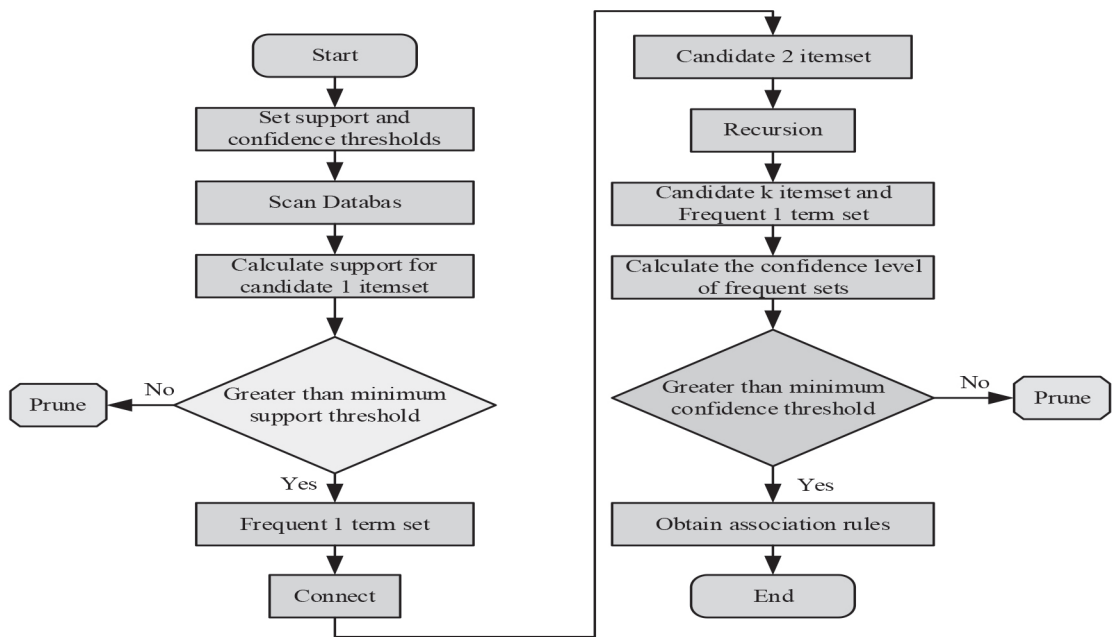 Start
Set support and
confidence thresholds
Scan Databas
Calculate support for
candidate 1 itemset
Greater than minimum
support threshold
No
Prune
Yes
Frequent 1 term set
Connect
Candidate 2 itemset
Recursion
Candidate k itemset and
Frequent 1 term set
Calculate the confidence level
of frequent sets
Greater than minimum
confidence threshold
No
Prune
Yes
Obtain association rules
End